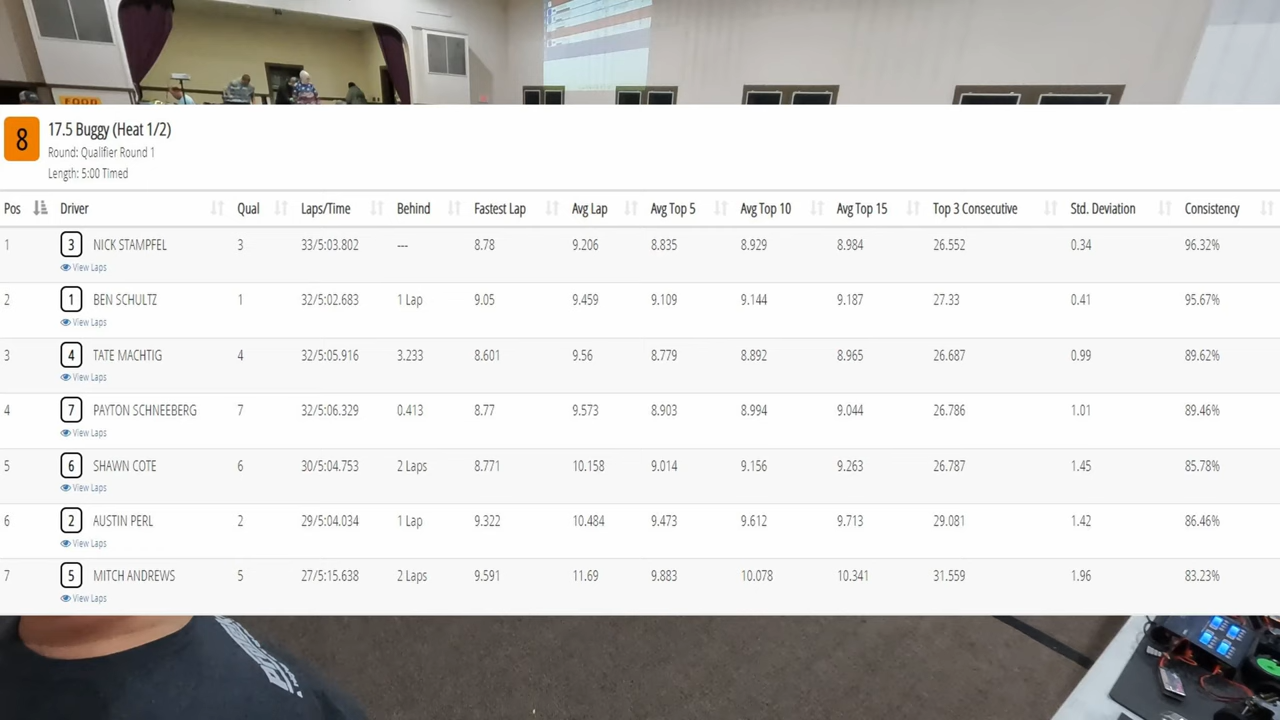 FOOD
8
17.5 Buggy (Heat 1/2)
Round: Qualifier Round 1
Length: 5:00 Timed
Pos Driver Qual Laps/Time Behind Fastest Lap Avg Lap Avg Top 5 Avg Top 10 Avg Top 15 Top 3 Consecutive Std. Deviation Consistency
1 3 NICK STAMPFEL 3 33/5:03.802 --- 8.78 9.206 8.835 8.929 8.984 26.552 0.34 96.32%
View Laps
2 1 BEN SCHULTZ 1 32/5:02.683 1 Lap 9.05 9.459 9.109 9.144 9.187 27.33 0.41 95.67%
View Laps
3 4 TATE MACHTIG 4 32/5:05.916 3.233 8.601 9.56 8.779 8.892 8.965 26.687 0.99 89.62%
View Laps
4 7 PAYTON SCHNEEBERG 7 32/5:06.329 0.413 8.77 9.573 8.903 8.994 9.044 26.786 1.01 89.46%
View Laps
5 6 SHAWN COTE 6 30/5:04.753 2 Laps 8.771 10.158 9.014 9.156 9.263 26.787 1.45 85.78%
View Laps
6 2 AUSTIN PERL 2 29/5:04.034 1 Lap 9.322 10.484 9.473 9.612 9.713 29.081 1.42 86.46%
View Laps
7 5 MITCH ANDREWS 5 27/5:15.638 2 Laps 9.591 11.69 9.883 10.078 10.341 31.559 1.96 83.23%
View Laps